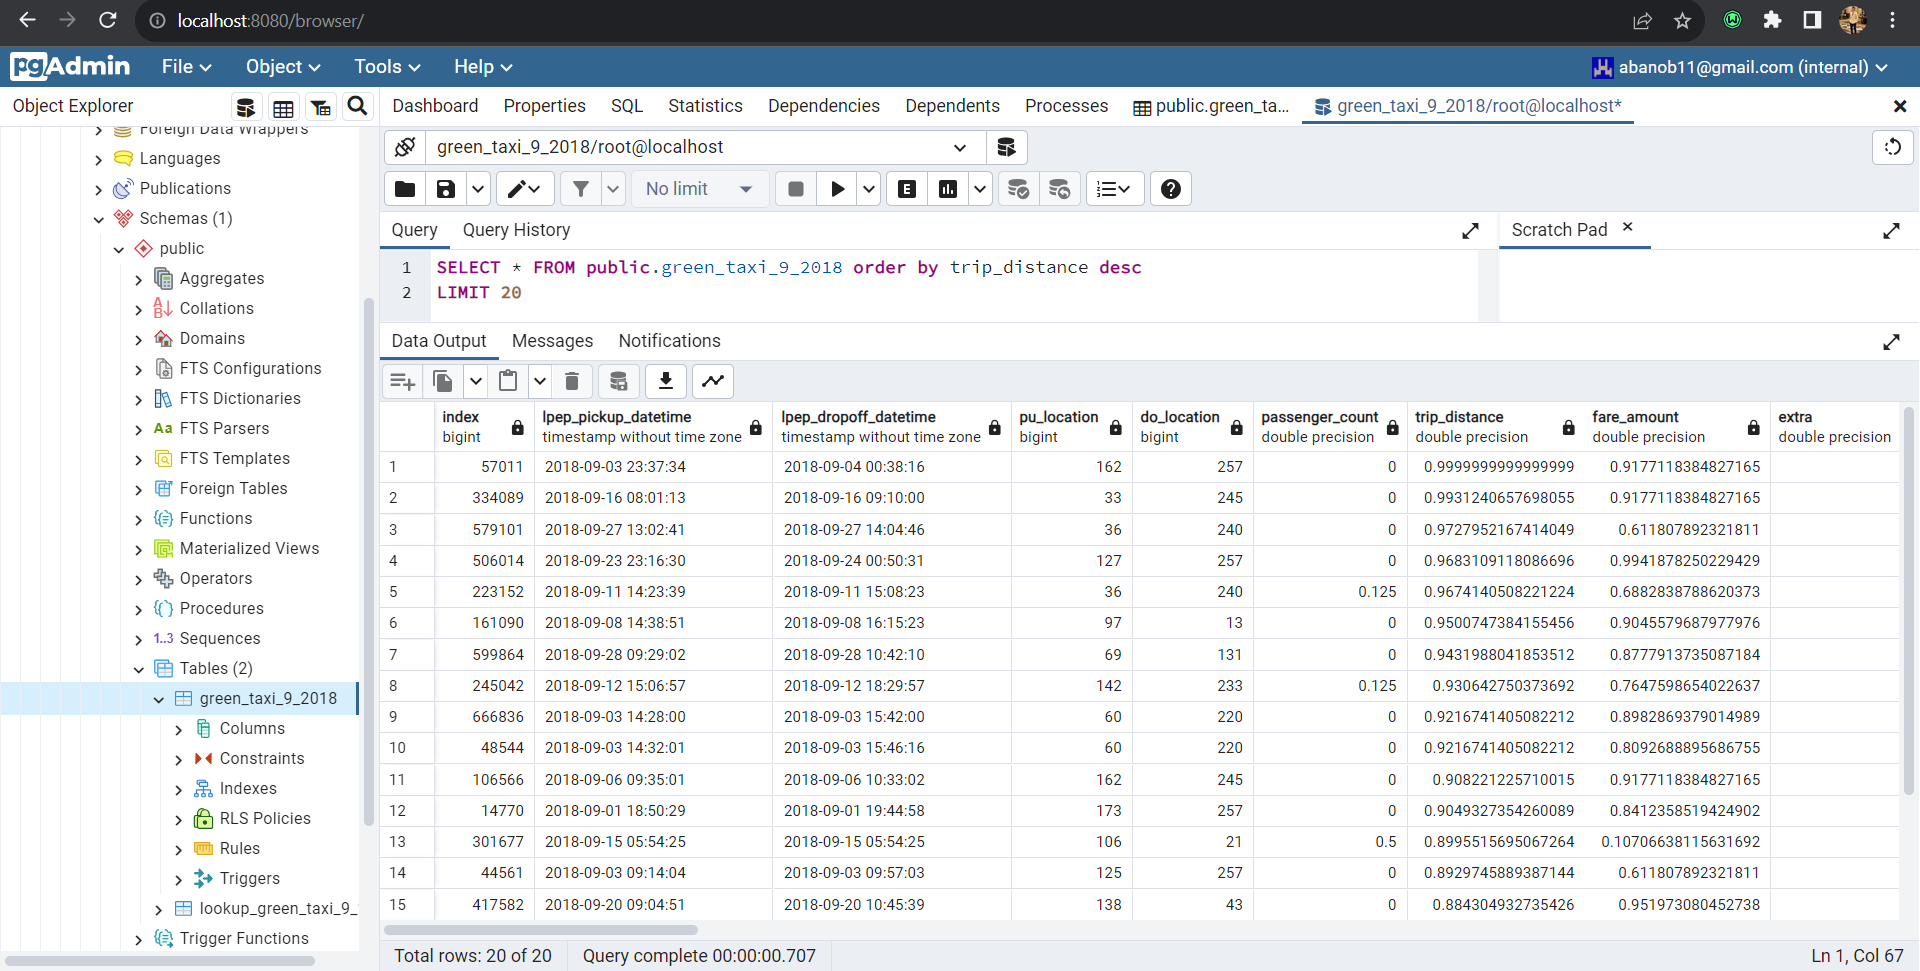 localhost:8080/browser/
pgAdmin File Object Tools Help abanob11@gmail.com (internal)
Object Explorer
Dashboard Properties SQL Statistics Dependencies Dependents Processes public.green_ta... green_taxi_9_2018/root@localhost*
Foreign Data Wrappers
Languages
Publications
Schemas (1)
public
Aggregates
Collations
Domains
FTS Configurations
FTS Dictionaries
Aa FTS Parsers
FTS Templates
Foreign Tables
Functions
Materialized Views
Operators
Procedures
1..3 Sequences
Tables (2)
green_taxi_9_2018
Columns
Constraints
Indexes
RLS Policies
Rules
Triggers
lookup_green_taxi_9_
Trigger Functions
green_taxi_9_2018/root@localhost
No limit E
Query Query History Scratch Pad
1 SELECT * FROM public.green_taxi_9_2018 order by trip_distance desc
2 LIMIT 20
Data Output Messages Notifications
index lpep_pickup_datetime lpep_dropoff_datetime pu_location do_location passenger_count trip_distance fare_amount extra
bigint timestamp without time zone timestamp without time zone bigint bigint double precision double precision double precision double precision
1 57011 2018-09-03 23:37:34 2018-09-04 00:38:16 162 257 0 0.9999999999999999 0.9177118384827165
2 334089 2018-09-16 08:01:13 2018-09-16 09:10:00 33 245 0 0.9931240657698055 0.9177118384827165
3 579101 2018-09-27 13:02:41 2018-09-27 14:04:46 36 240 0 0.9727952167414049 0.611807892321811
4 506014 2018-09-23 23:16:30 2018-09-24 00:50:31 127 257 0 0.9683109118086696 0.9941878250229429
5 223152 2018-09-11 14:23:39 2018-09-11 15:08:23 36 240 0.125 0.9674140508221224 0.6882838788620373
6 161090 2018-09-08 14:38:51 2018-09-08 16:15:23 97 13 0 0.9500747384155456 0.9045579687977976
7 599864 2018-09-28 09:29:02 2018-09-28 10:42:10 69 131 0 0.9431988041853512 0.8777913735087184
8 245042 2018-09-12 15:06:57 2018-09-12 18:29:57 142 233 0.125 0.930642750373692 0.7647598654022637
9 666836 2018-09-03 14:28:00 2018-09-03 15:42:00 60 220 0 0.9216741405082212 0.8982869379014989
10 48544 2018-09-03 14:32:01 2018-09-03 15:46:16 60 220 0 0.9216741405082212 0.8092688895686755
11 106566 2018-09-06 09:35:01 2018-09-06 10:33:02 162 245 0 0.908221225710015 0.9177118384827165
12 14770 2018-09-01 18:50:29 2018-09-01 19:44:58 173 257 0 0.9049327354260089 0.8412358519424902
13 301677 2018-09-15 05:54:25 2018-09-15 05:54:25 106 21 0.5 0.8995515695067264 0.10706638115631692
14 44561 2018-09-03 09:14:04 2018-09-03 09:57:03 125 257 0 0.8929745889387144 0.611807892321811
15 417582 2018-09-20 09:04:51 2018-09-20 10:45:39 138 43 0 0.884304932735426 0.951973080452738
Total rows: 20 of 20 Query complete 00:00:00.707 Ln 1, Col 67